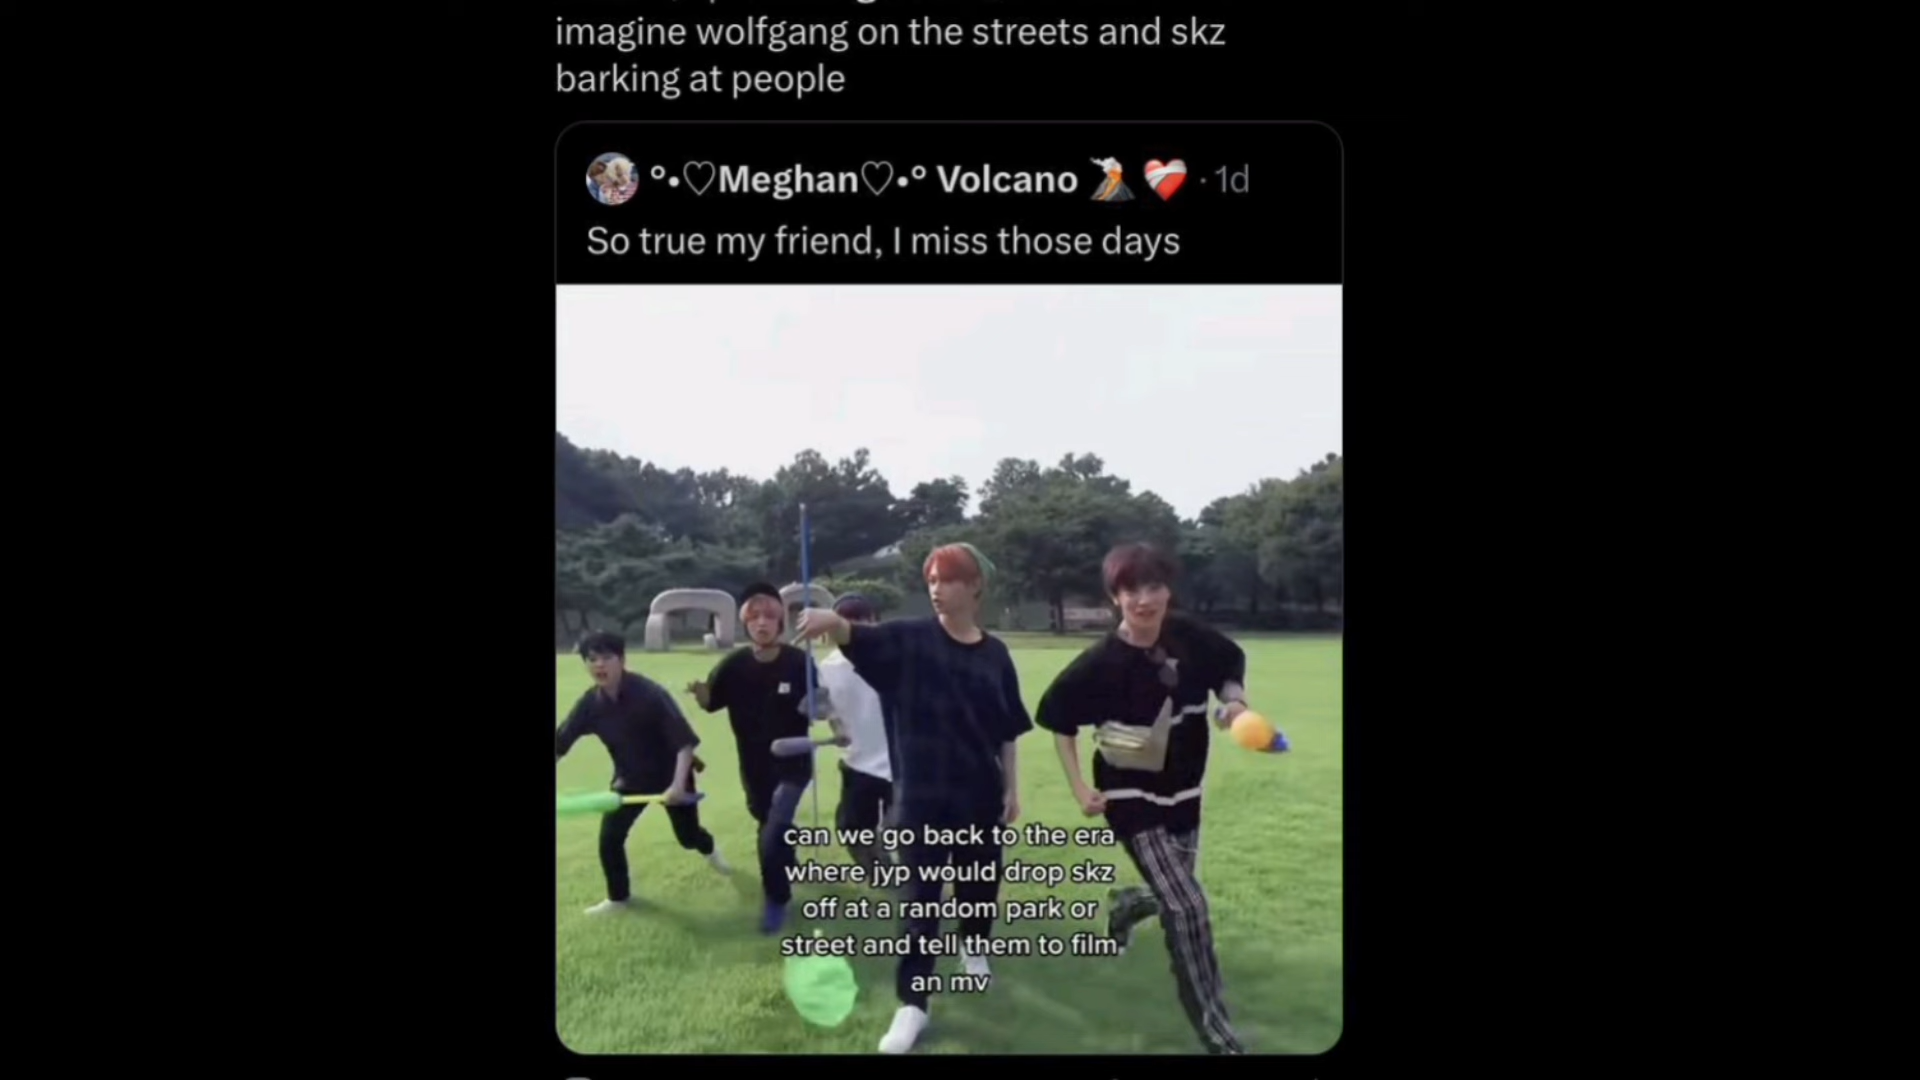 imagine wolfgang on the streets and skz
barking at people
°•♡Meghan♡•° Volcano 🌋 ❤️‍🩹 · 1d
So true my friend, I miss those days
can we go back to the era
where jyp would drop skz
off at a random park or
street and tell them to film
an mv